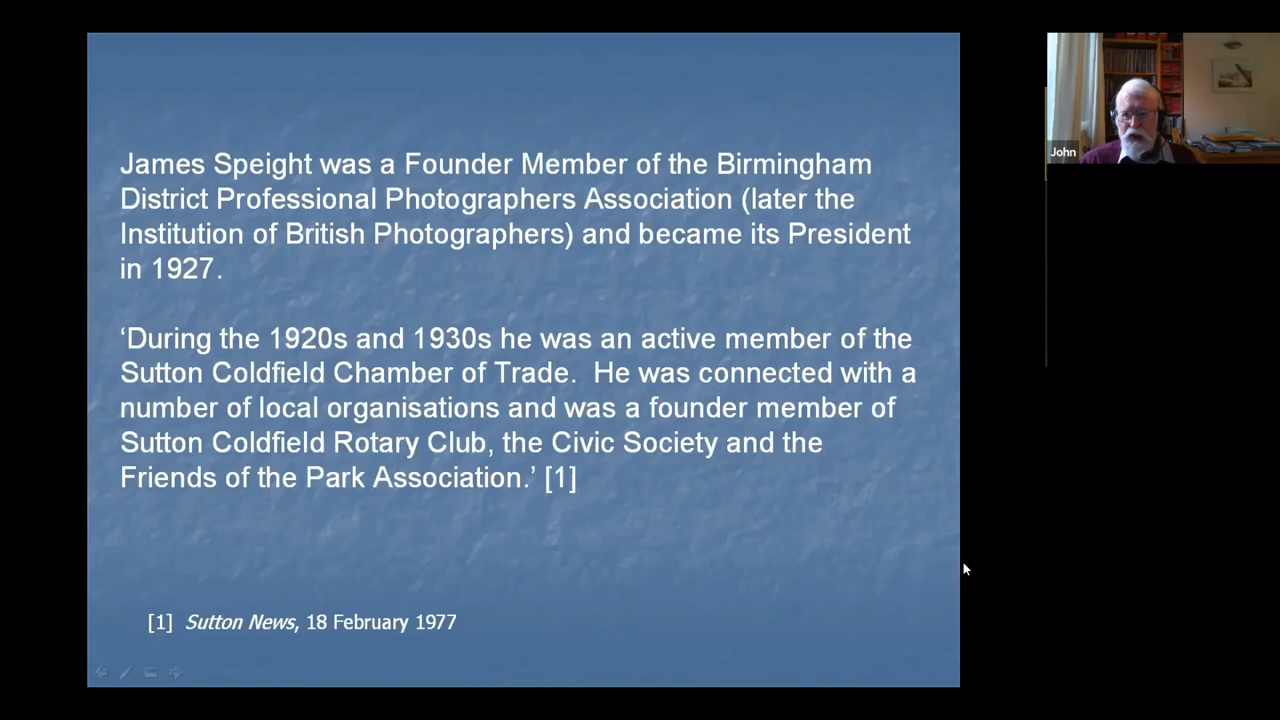 James Speight was a Founder Member of the Birmingham
District Professional Photographers Association (later the
Institution of British Photographers) and became its President
in 1927.
‘During the 1920s and 1930s he was an active member of the
Sutton Coldfield Chamber of Trade.  He was connected with a
number of local organisations and was a founder member of
Sutton Coldfield Rotary Club, the Civic Society and the
Friends of the Park Association.’ [1]
[1]  Sutton News, 18 February 1977
John